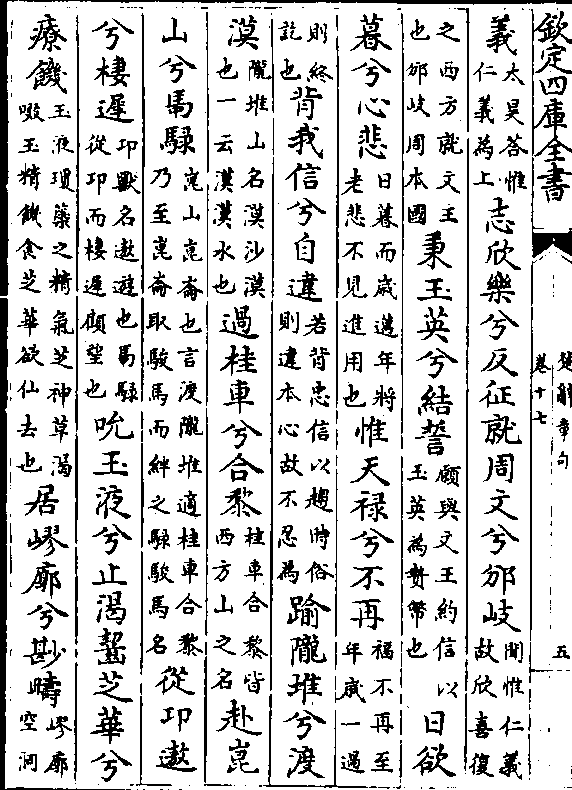 欽定四庫全書
楚辭章句
卷十七
五
義太昊答惟仁義為上志欣樂兮反征就周文兮邠岐聞惟仁義故欣喜復
之西方就文王也邠岐周本國秉玉英兮結誓願與文王約信以玉英為贄幣也日欲
暮兮心悲日暮而歳邁年將老悲不見進用也惟天禄兮不再福不再至年歳一過
則終訖也背我信兮自違若背忠信以趨時俗則違本心故不忍為踰隴堆兮渡
漠隴堆山名漠沙漠也一云漢漢水也過桂車兮合黎桂車合黎皆西方山之名赴崑
山兮馽騄崑山崑崙也言渡隴堆適桂車合黎乃至崑崙取駿馬而絆之騄駿馬名從卭遨
兮棲遲卭獸名遨遊也馽騄從卭而棲遲顧望也吮玉液兮止渴齧芝華兮
療饑玉液瓊蘂之精氣芝神草渴啜玉精饑食芝華欲仙去也居嵺廓兮尠疇嵺廓空洞